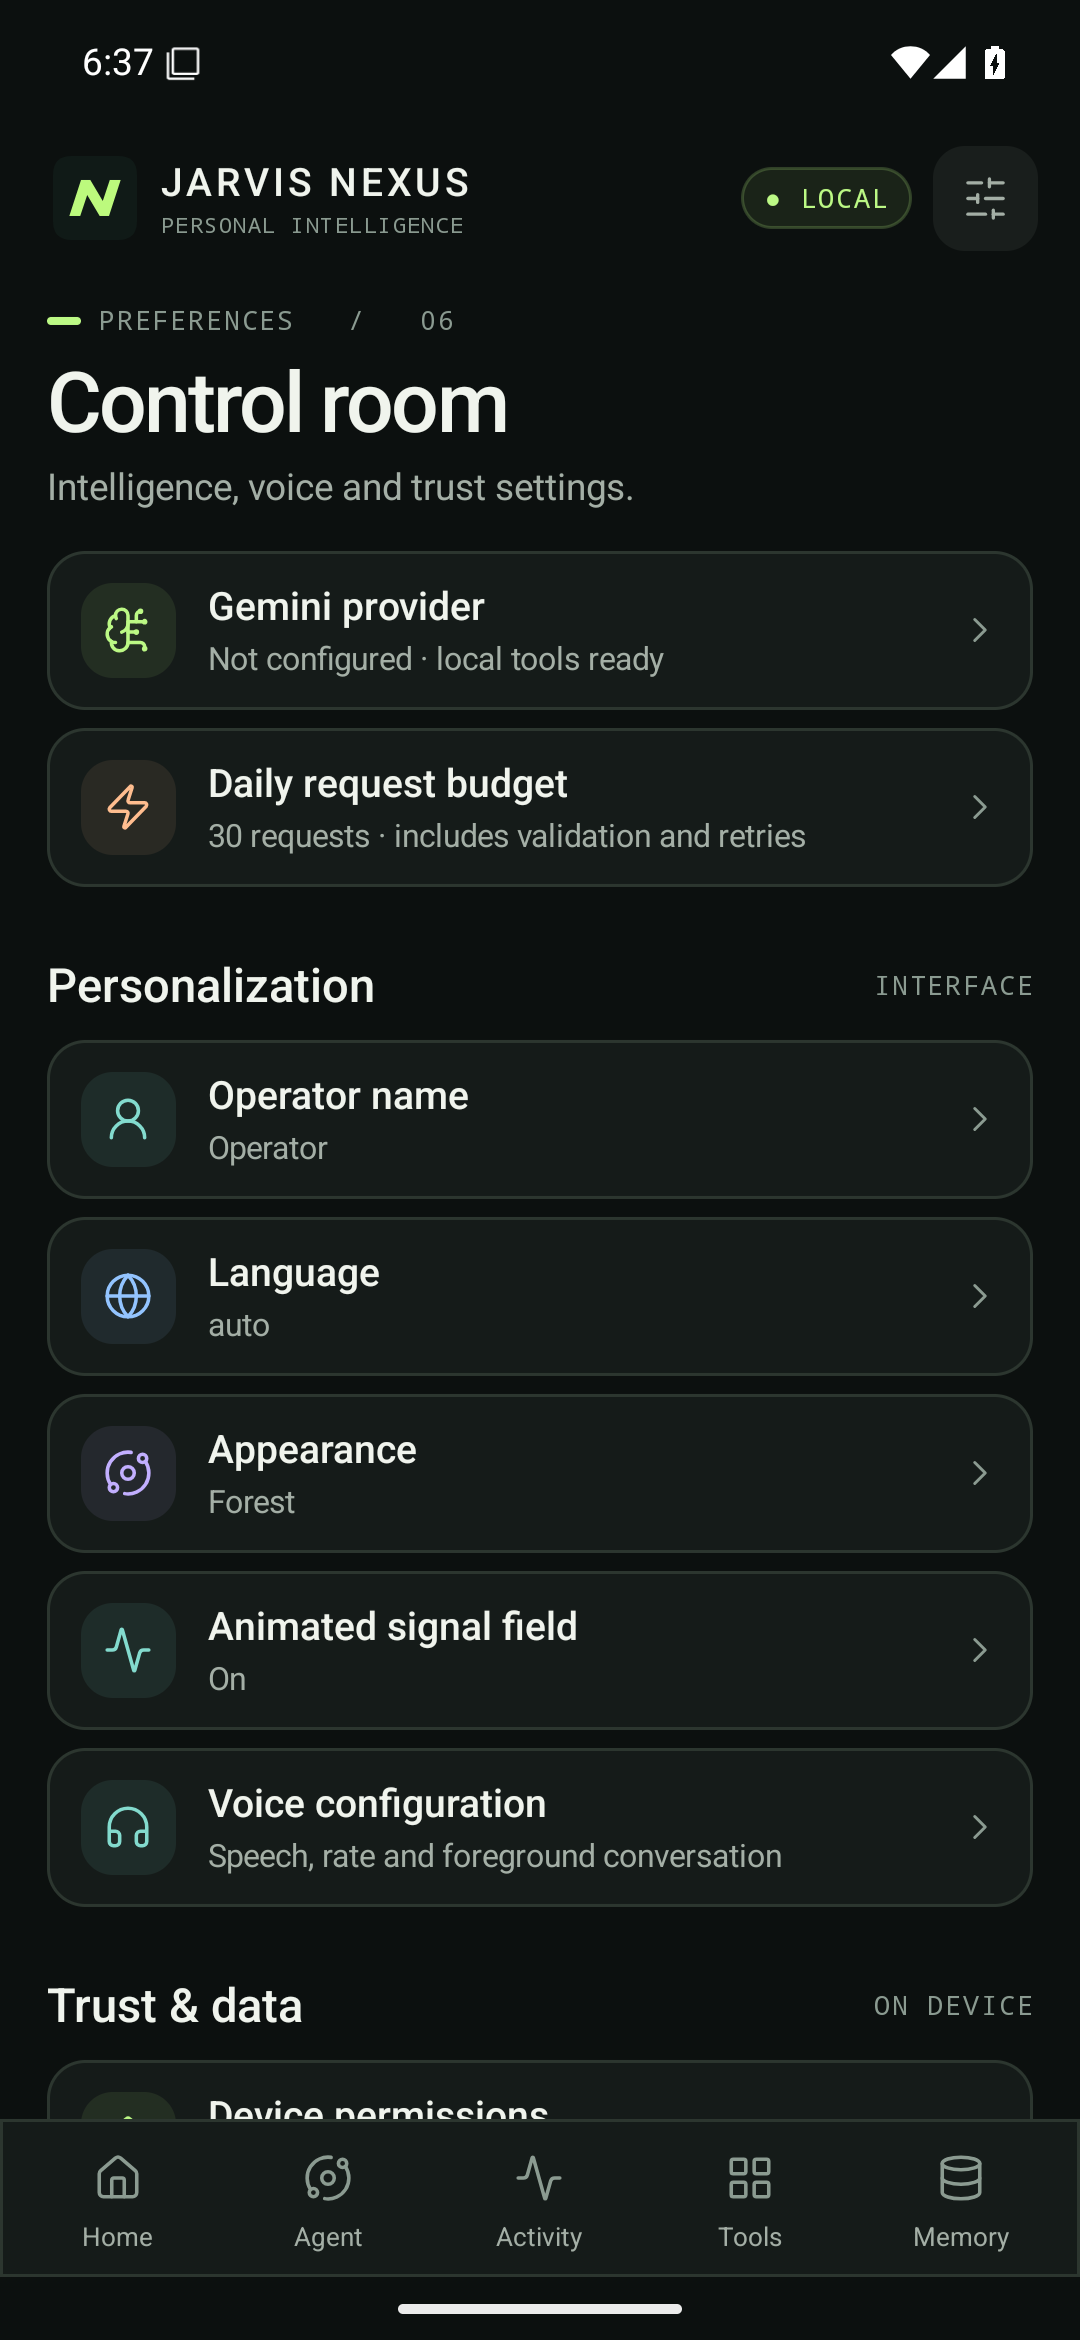 6:37
JARVIS NEXUS
PERSONAL INTELLIGENCE
LOCAL
PREFERENCES / 06
Control room
Intelligence, voice and trust settings.
Gemini provider
Not configured · local tools ready
Daily request budget
30 requests · includes validation and retries
Personalization
INTERFACE
Operator name
Operator
Language
auto
Appearance
Forest
Animated signal field
On
Voice configuration
Speech, rate and foreground conversation
Trust & data
ON DEVICE
Device permissions
Home
Agent
Activity
Tools
Memory